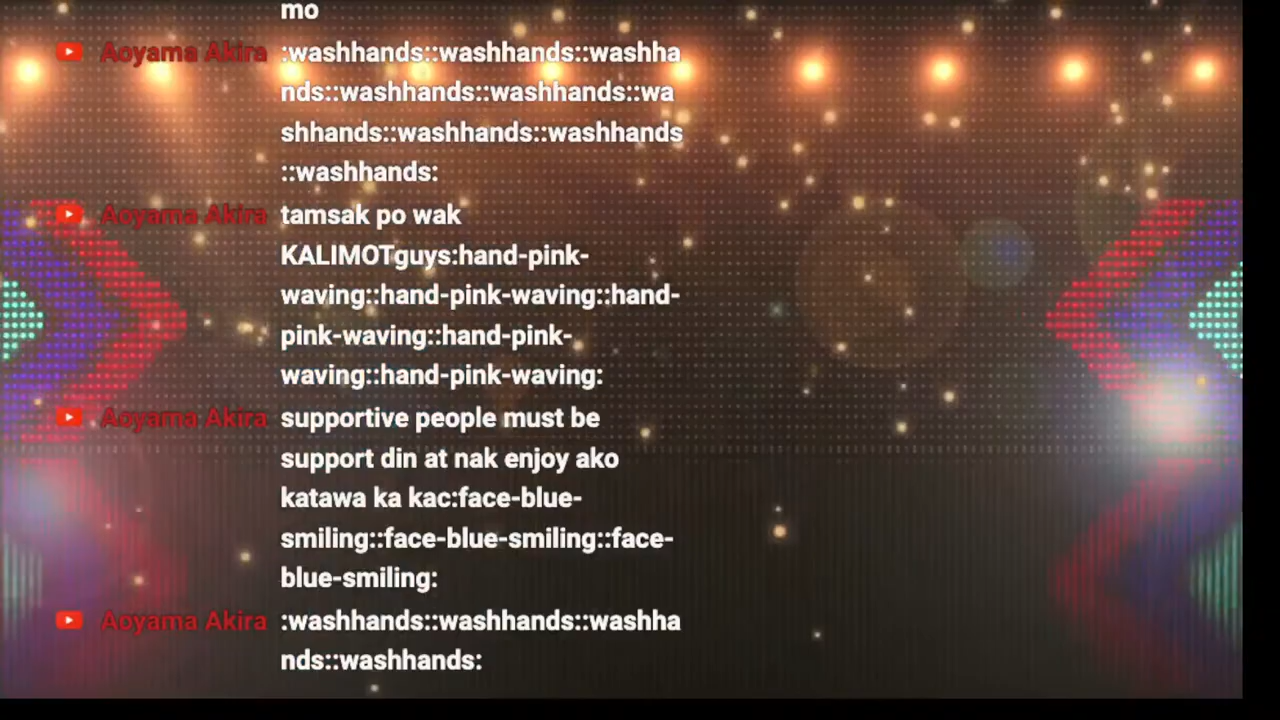 mo
Aoyama Akira :washhands::washhands::washha
nds::washhands::washhands::wa
shhands::washhands::washhands
::washhands:
Aoyama Akira tamsak po wak
KALIMOTguys:hand-pink-
waving::hand-pink-waving::hand-
pink-waving::hand-pink-
waving::hand-pink-waving:
Aoyama Akira supportive people must be
support din at nak enjoy ako
katawa ka kac:face-blue-
smiling::face-blue-smiling::face-
blue-smiling:
Aoyama Akira :washhands::washhands::washha
nds::washhands: